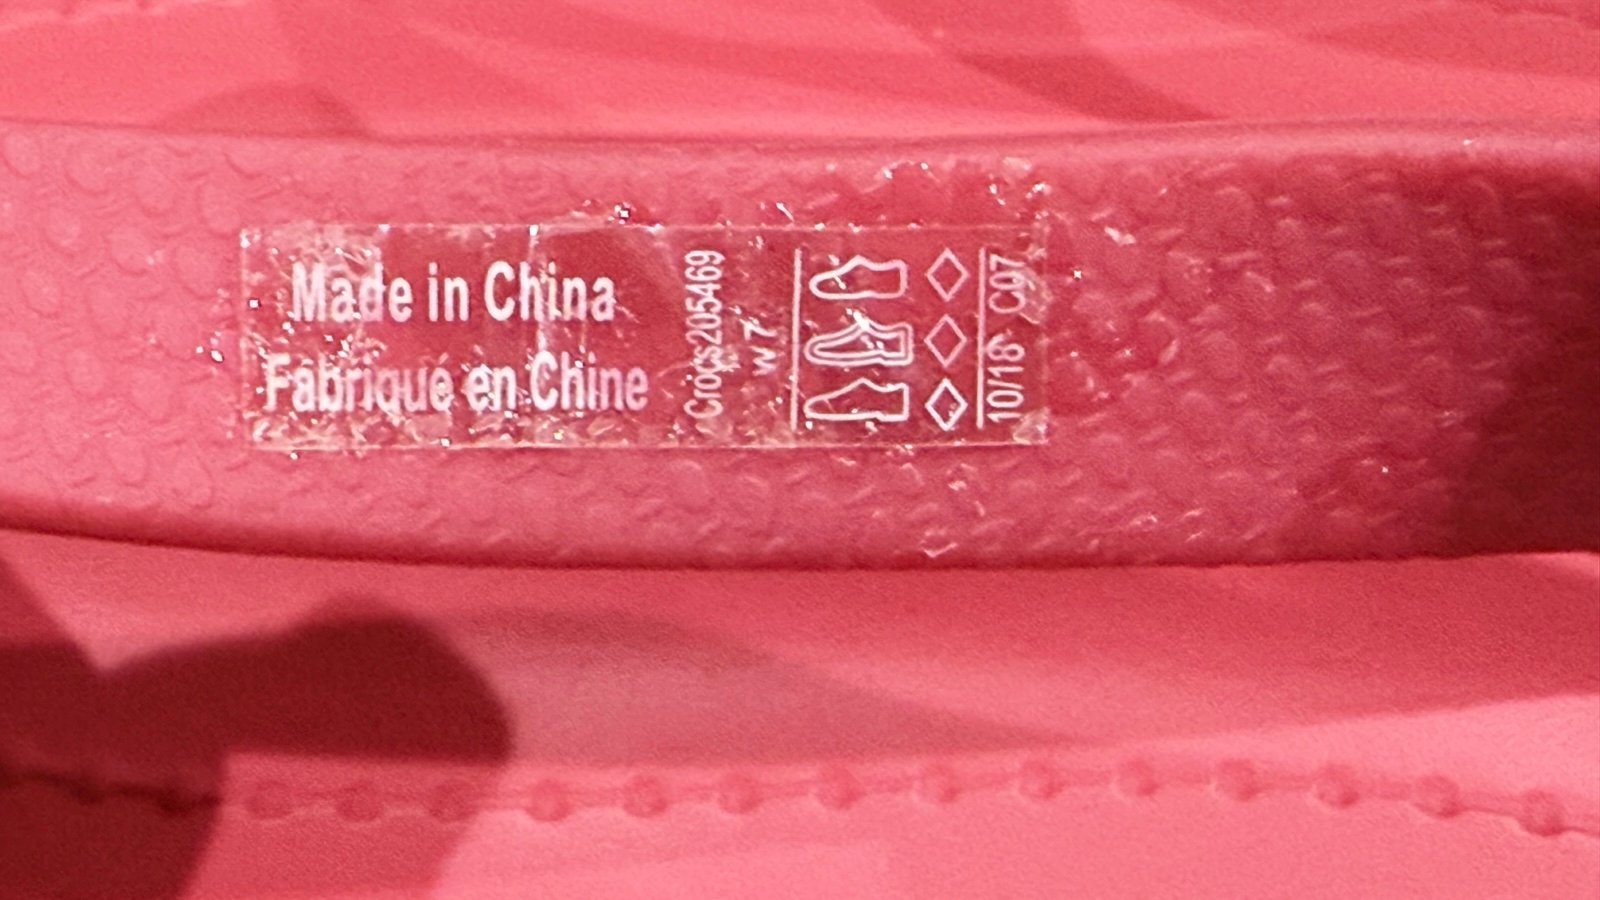 Made in China
Fabriqué en Chine
Crocs205469
W7
10/18 C07